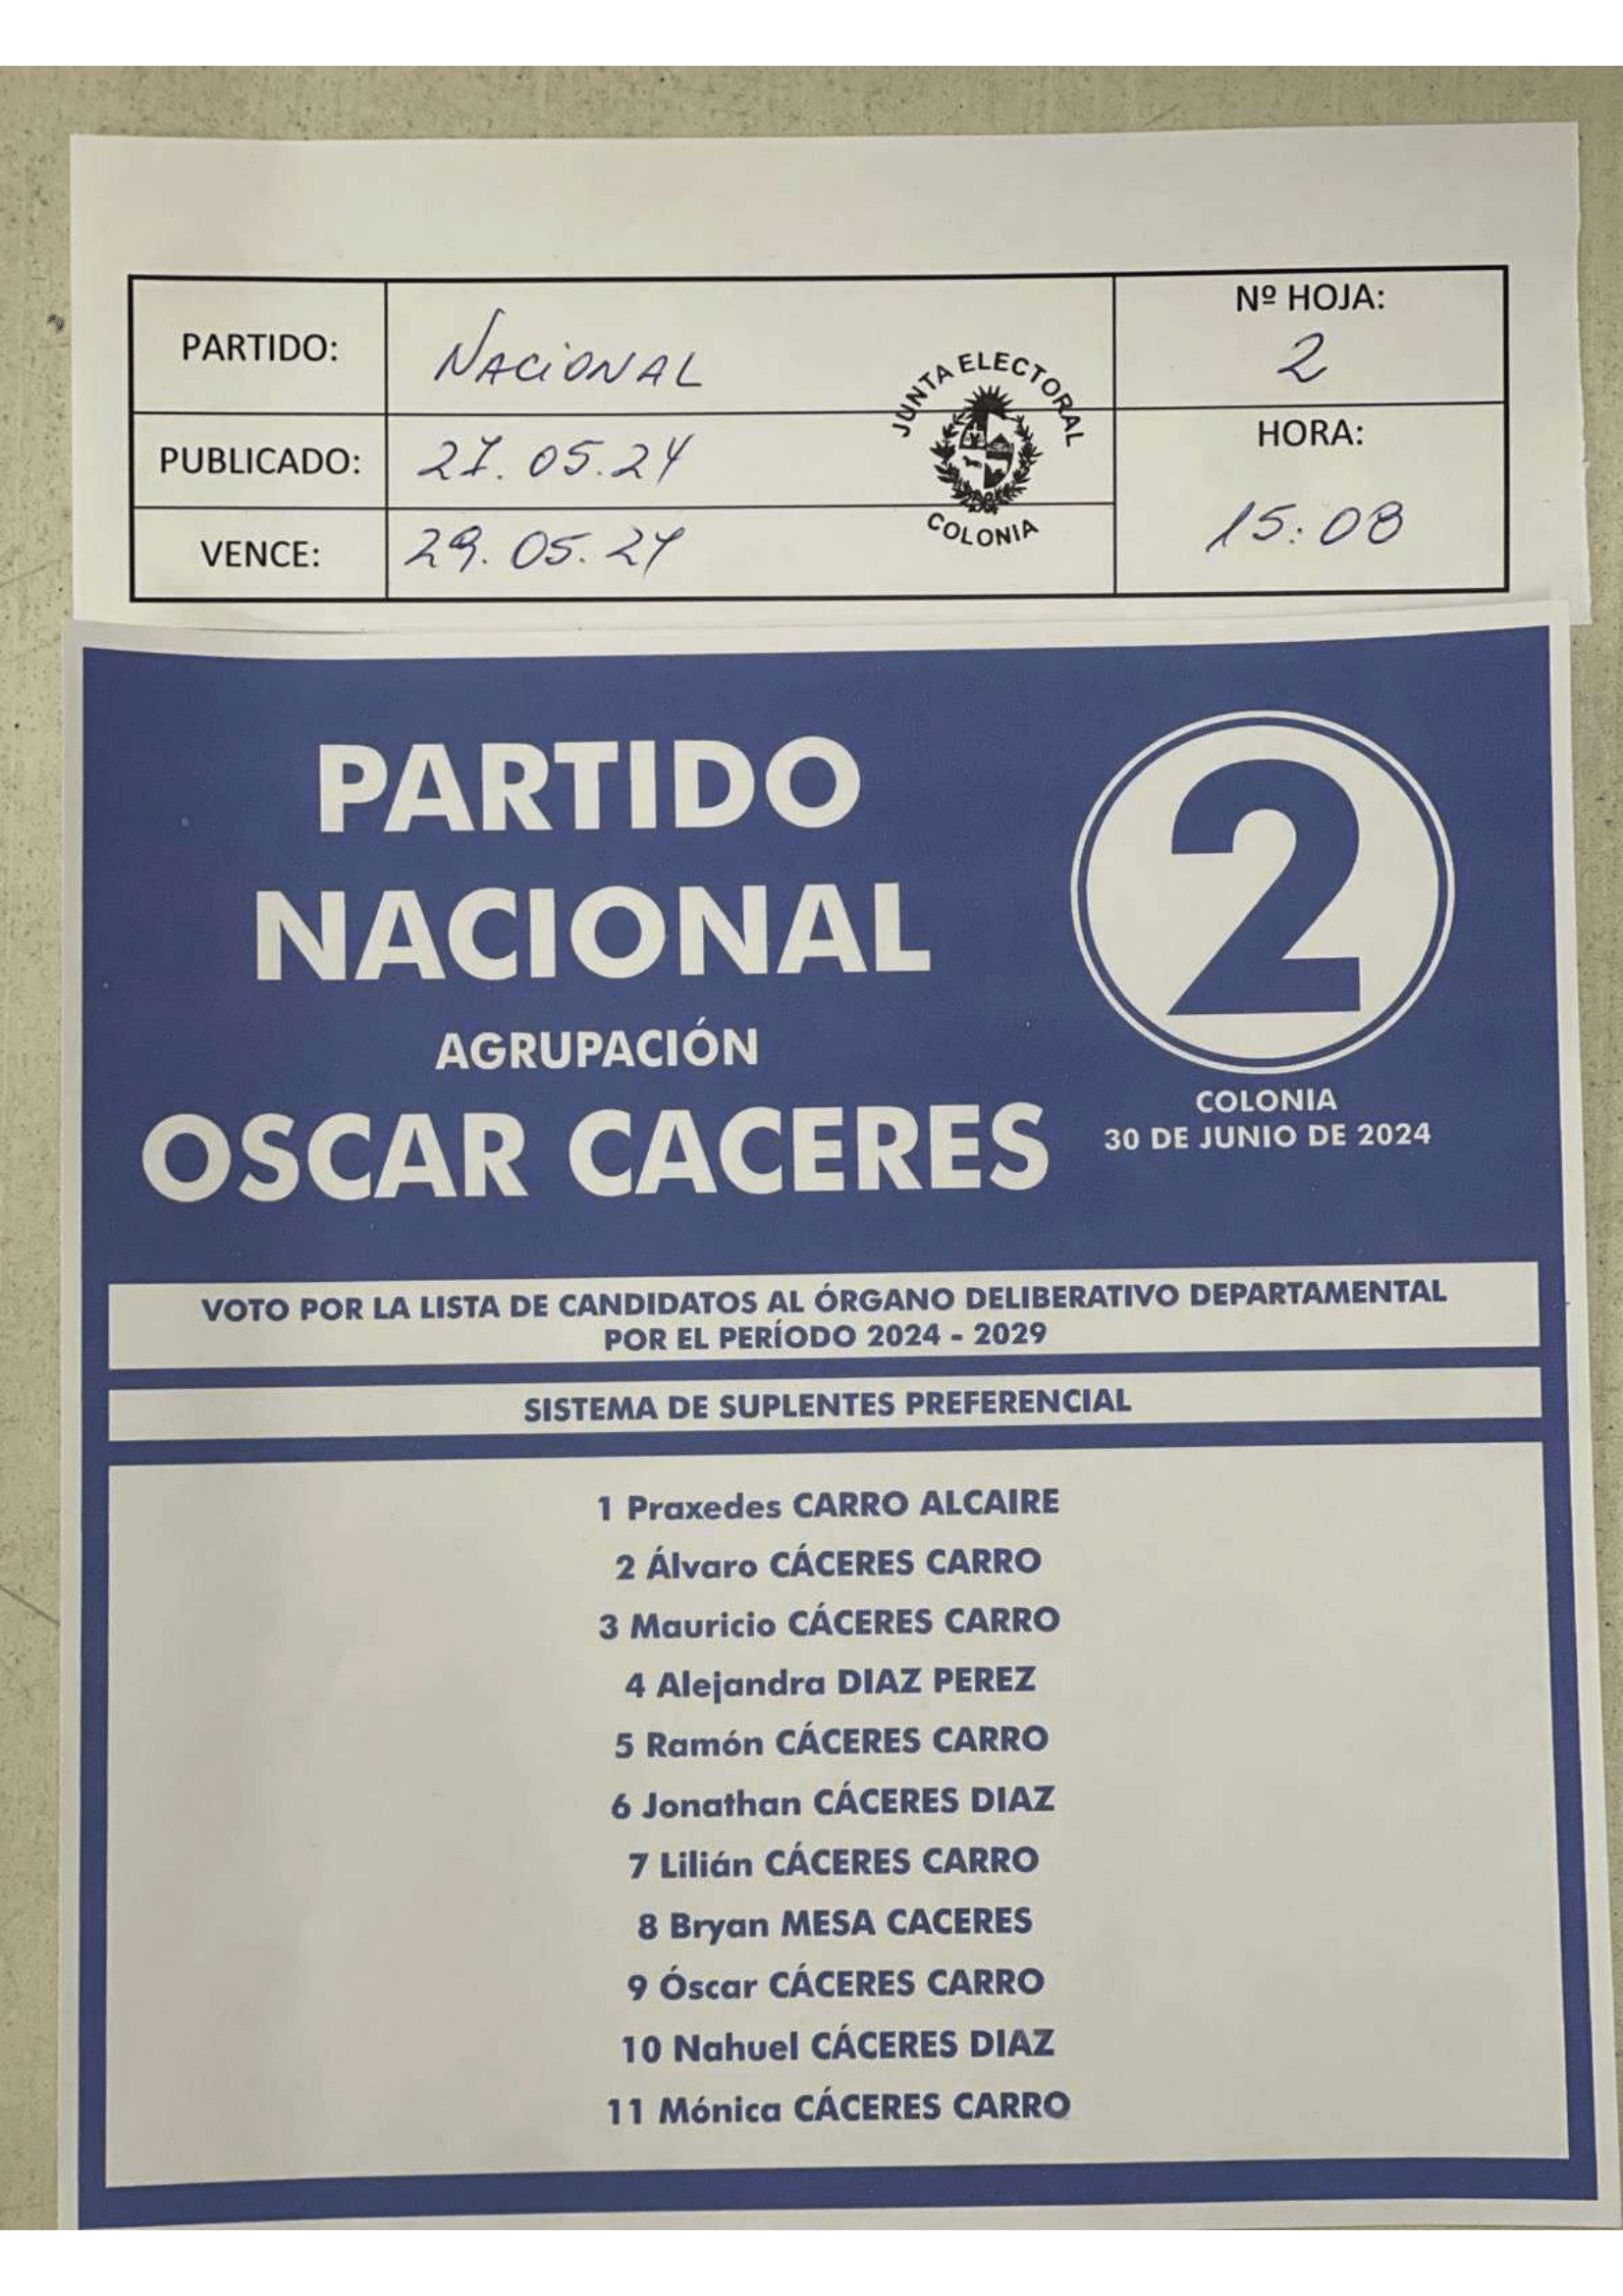 PARTIDO:
NACIONAL
Nº HOJA:
2
PUBLICADO:
27.05.24
HORA:
15:08
VENCE:
29.05.24
JUNTA ELECTORAL
COLONIA
PARTIDO
NACIONAL
AGRUPACIÓN
OSCAR CACERES
2
COLONIA
30 DE JUNIO DE 2024
VOTO POR LA LISTA DE CANDIDATOS AL ÓRGANO DELIBERATIVO DEPARTAMENTAL
POR EL PERÍODO 2024 - 2029
SISTEMA DE SUPLENTES PREFERENCIAL
1 Praxedes CARRO ALCAIRE
2 Álvaro CÁCERES CARRO
3 Mauricio CÁCERES CARRO
4 Alejandra DIAZ PEREZ
5 Ramón CÁCERES CARRO
6 Jonathan CÁCERES DIAZ
7 Lilián CÁCERES CARRO
8 Bryan MESA CACERES
9 Óscar CÁCERES CARRO
10 Nahuel CÁCERES DIAZ
11 Mónica CÁCERES CARRO